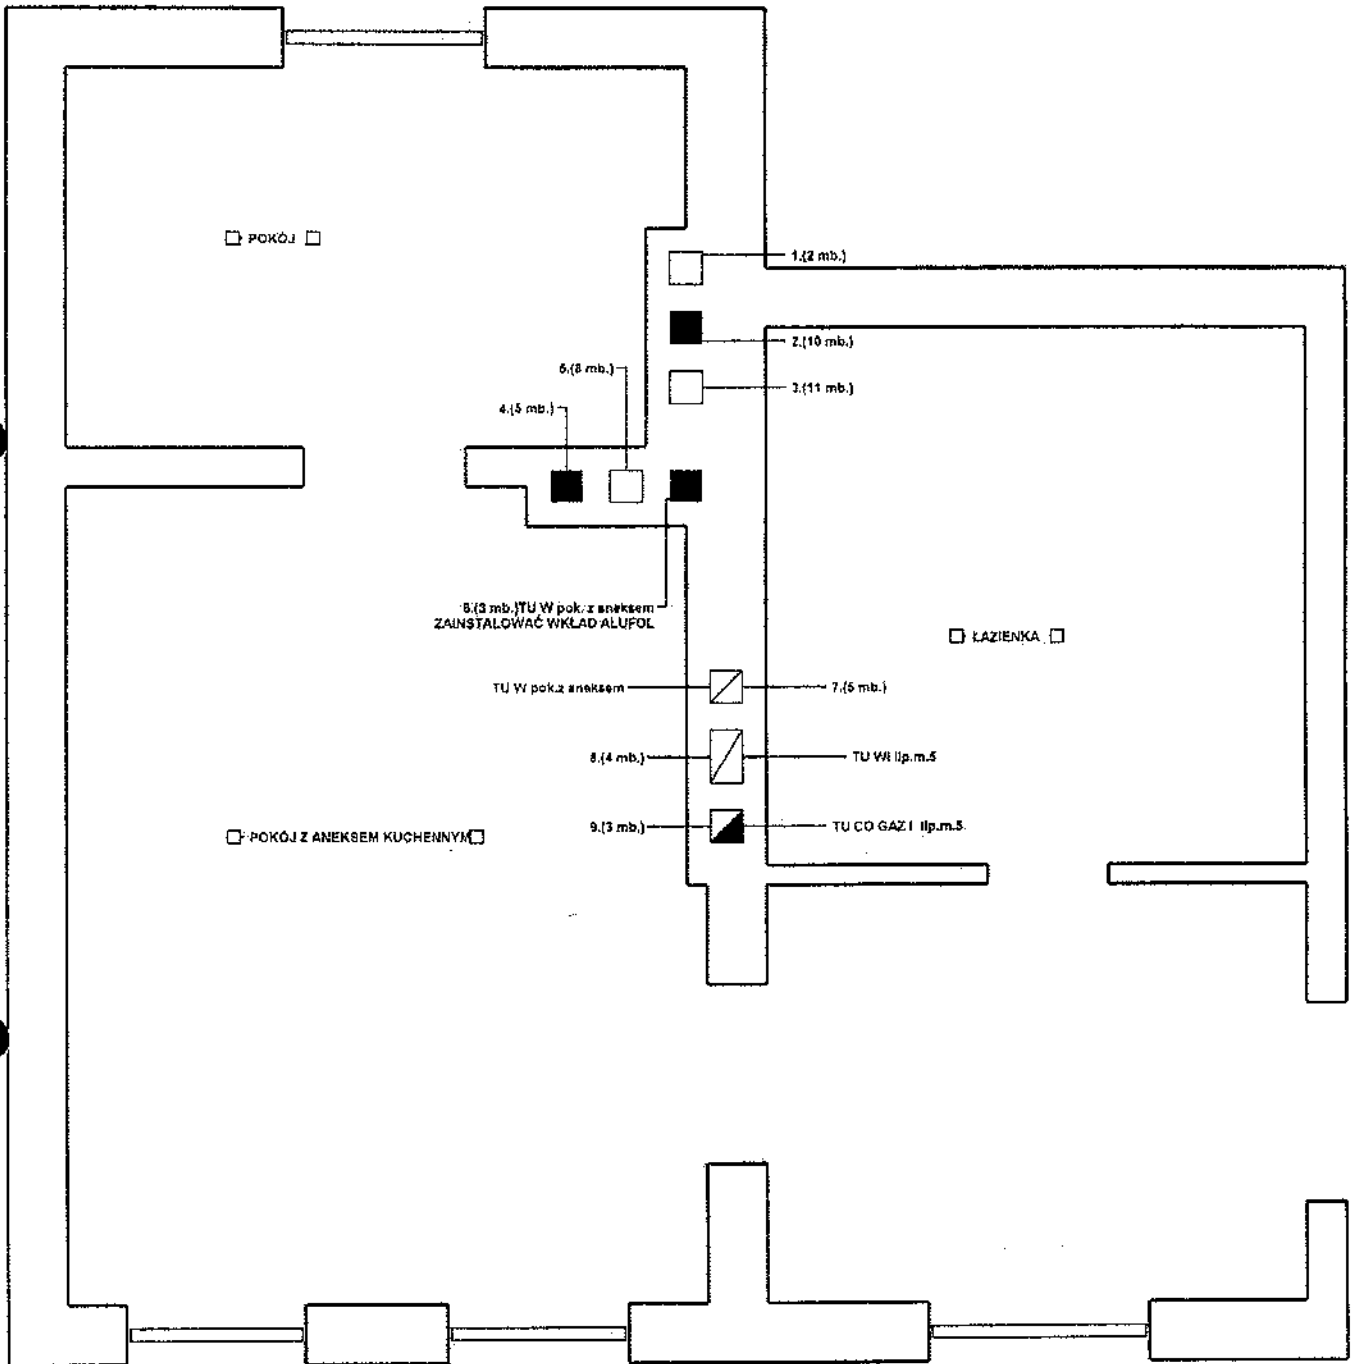 POKÓJ
1.(2 mb.)
2.(10 mb.)
3.(11 mb.)
5.(8 mb.)
4.(5 mb.)
6.(3 mb.)TU W pok. z aneksem
ZAINSTALOWAĆ WKŁAD ALUFOL
ŁAZIENKA
TU W pok.z aneksem
7.(5 mb.)
8.(4 mb.)
TU WŁ IIp.m.5
9.(3 mb.)
TU CO GAZ IIp.m.5.
POKÓJ Z ANEKSEM KUCHENNYM